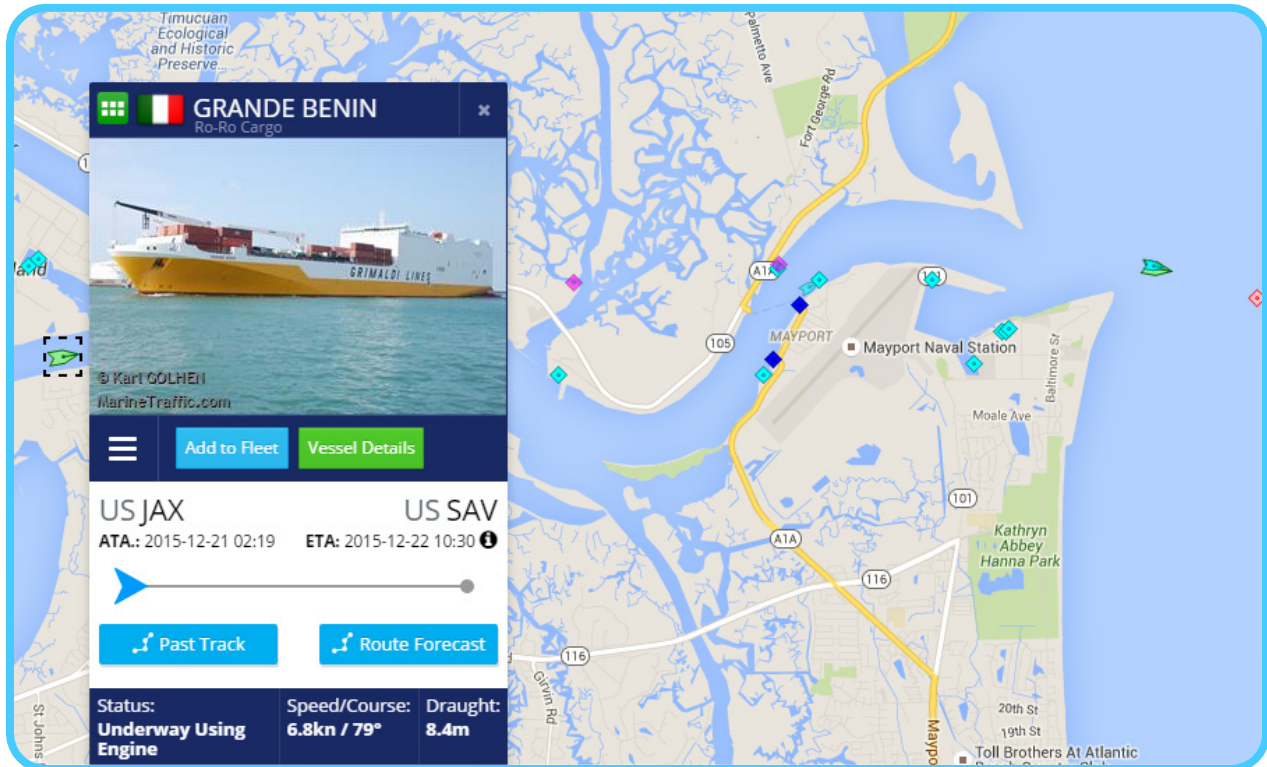 Timucuan
Ecological
and Historic
Preserve...
Palmetto Ave
Fort George Rd
GRANDE BENIN
×
Ro-Ro Cargo
GRIMALDI LINES
© Karl GOLHEN
MarineTraffic.com
Add to Fleet
Vessel Details
US JAX
US SAV
ATA.: 2015-12-21 02:19
ETA: 2015-12-22 10:30
Past Track
Route Forecast
Status:
Underway Using
Engine
Speed/Course:
6.8kn / 79°
Draught:
8.4m
A1A
105
MAYPORT
Mayport Naval Station
Baltimore St
Moale Ave
101
A1A
Kathryn
Abbey
Hanna Park
116
116
Girvin Rd
St Johns
20th St
19th St
Toll Brothers At Atlantic
Maypo